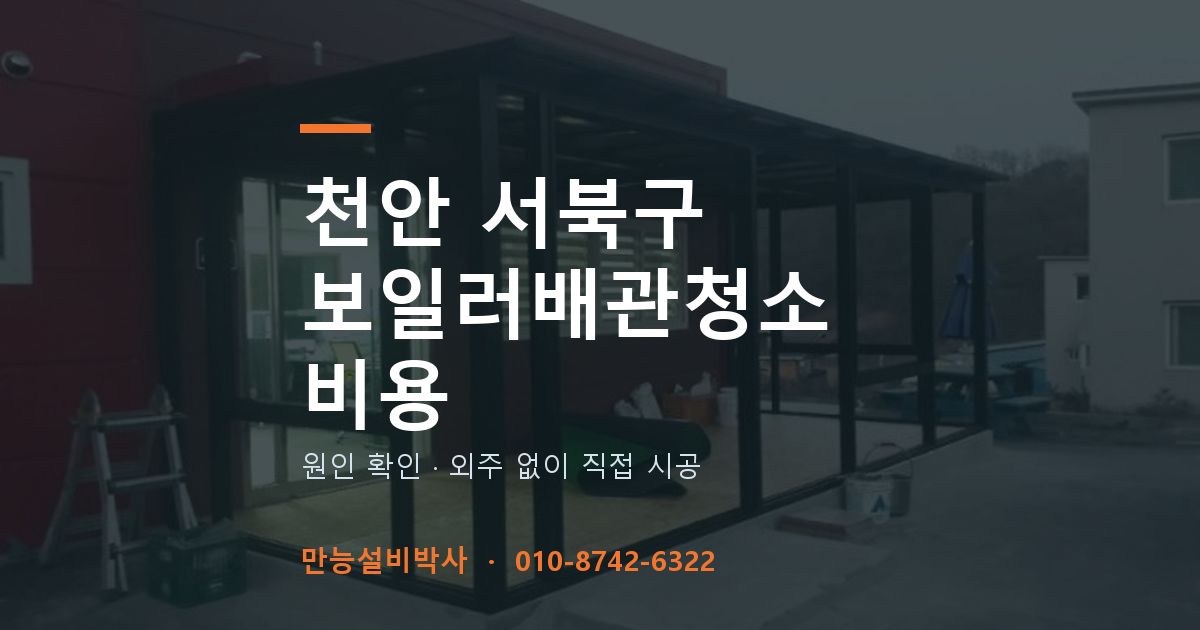 천안 서북구
보일러배관청소
비용
원인 확인 · 외주 없이 직접 시공
만능설비박사 · 010-8742-6322